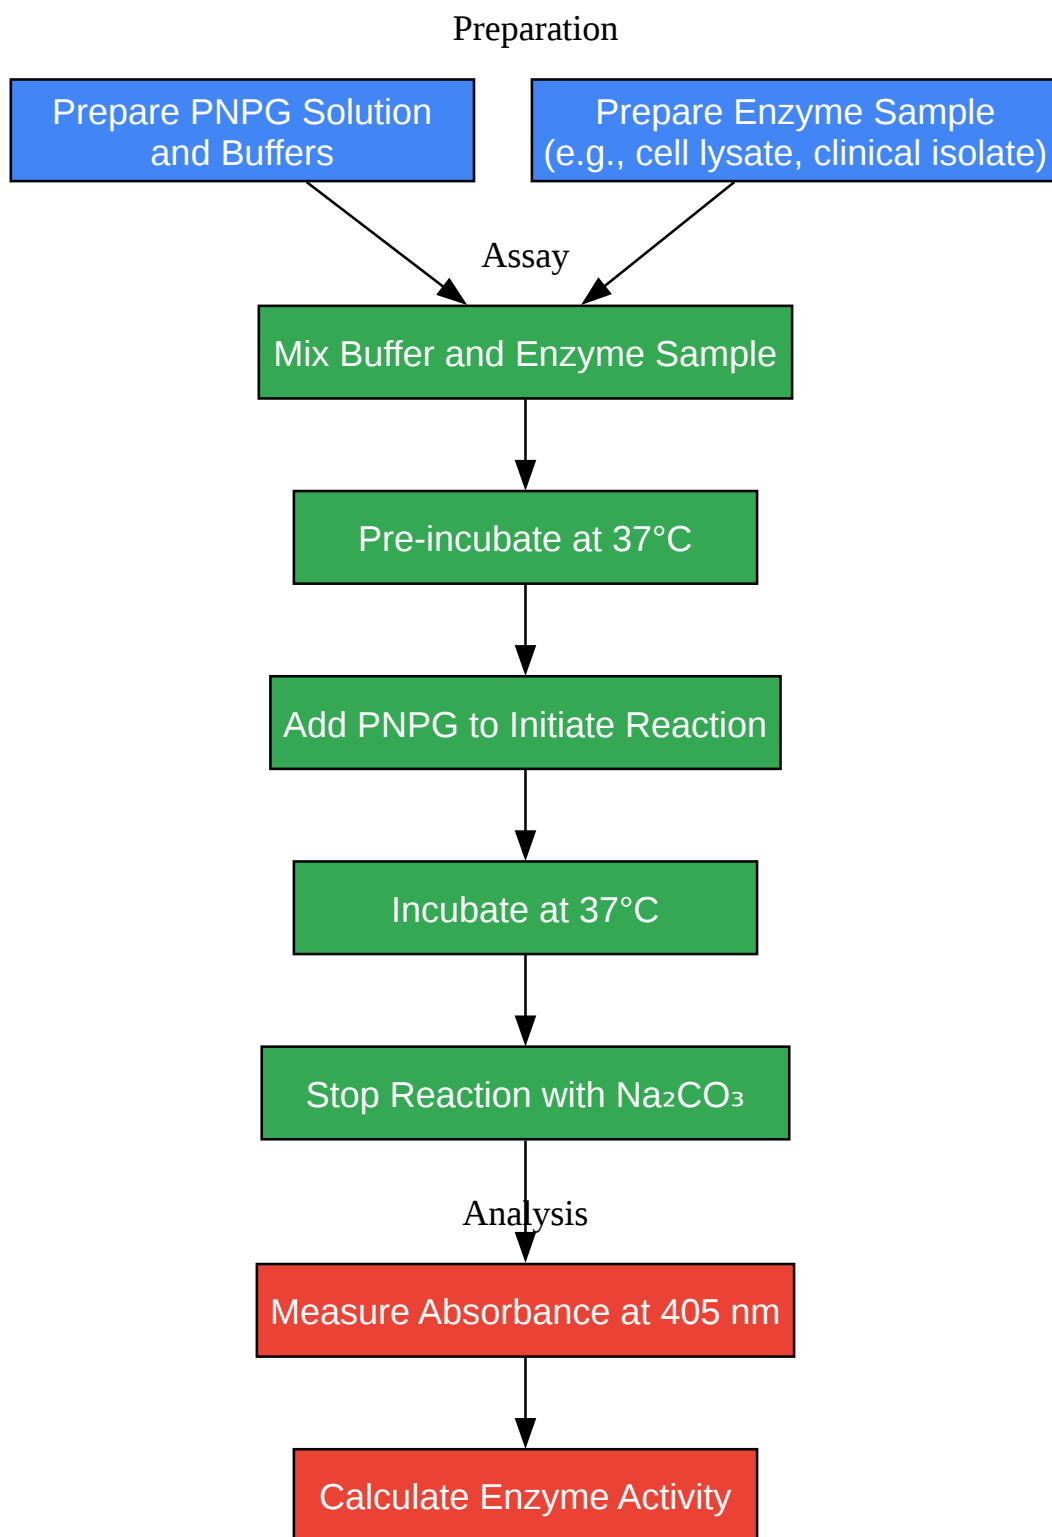 Preparation
Prepare PNPG Solution
and Buffers
Prepare Enzyme Sample
(e.g., cell lysate, clinical isolate)
Assay
Mix Buffer and Enzyme Sample
Pre-incubate at 37°C
Add PNPG to Initiate Reaction
Incubate at 37°C
Stop Reaction with Na₂CO₃
Analysis
Measure Absorbance at 405 nm
Calculate Enzyme Activity